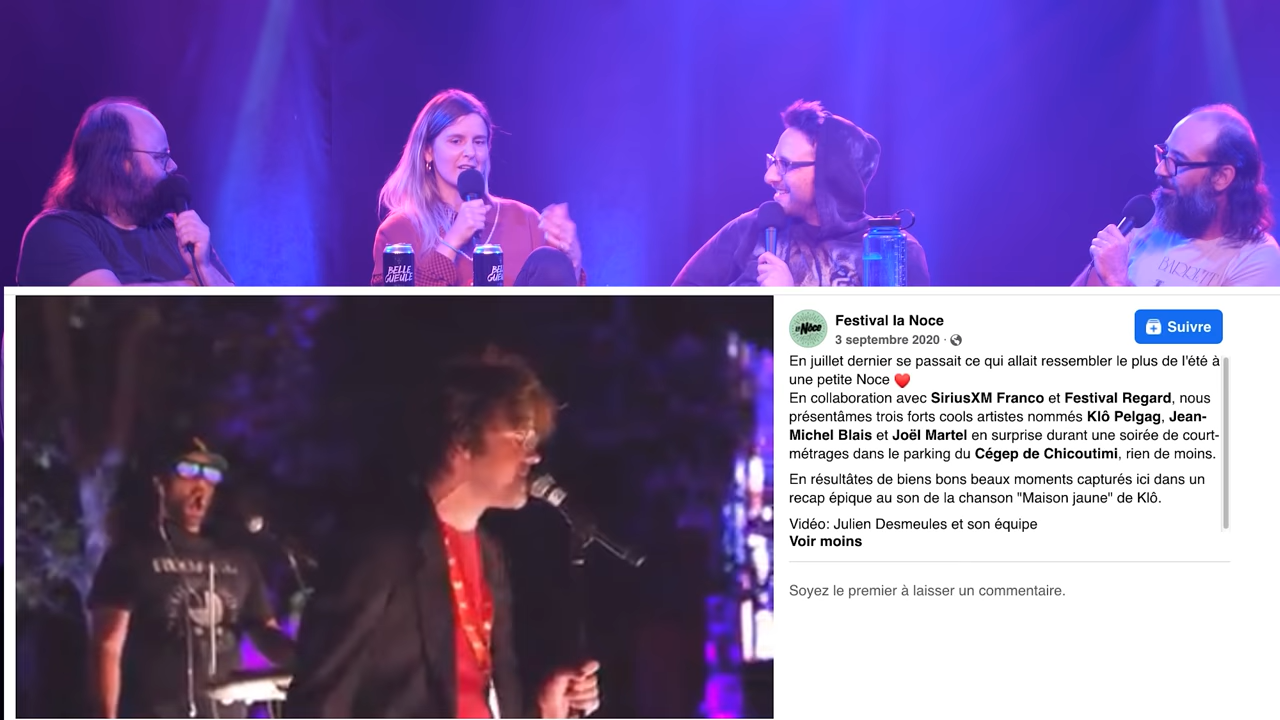 BELLE
GUEULE
BEL
GUEU
la Noce
Festival la Noce
3 septembre 2020 ·
Suivre
En juillet dernier se passait ce qui allait ressembler le plus de l'été à
une petite Noce ❤️
En collaboration avec SiriusXM Franco et Festival Regard, nous
présentâmes trois forts cools artistes nommés Klô Pelgag, Jean-
Michel Blais et Joël Martel en surprise durant une soirée de court-
métrages dans le parking du Cégep de Chicoutimi, rien de moins.
En résultâtes de biens bons beaux moments capturés ici dans un
recap épique au son de la chanson "Maison jaune" de Klô.
Vidéo: Julien Desmeules et son équipe
Voir moins
Soyez le premier à laisser un commentaire.